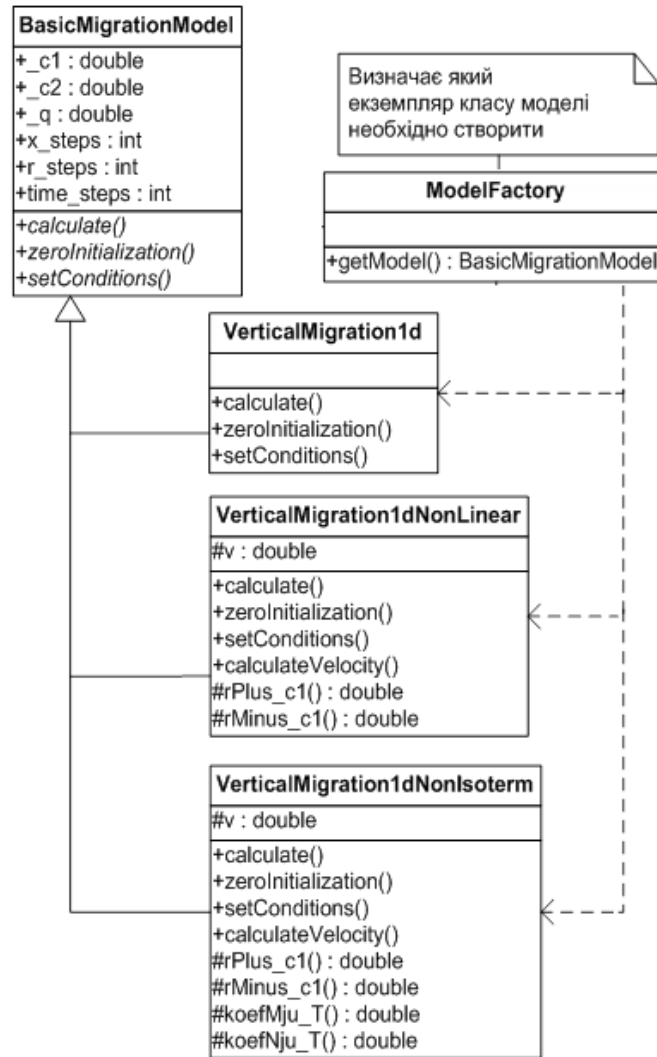 BasicMigrationModel
+_c1 : double
+_c2 : double
+_q : double
+x_steps : int
+r_steps : int
+time_steps : int
+calculate()
+zeroInitialization()
+setConditions()
Визначає який
екземпляр класу моделі
необхідно створити
ModelFactory
+getModel() : BasicMigrationModel
VerticalMigration1d
+calculate()
+zeroInitialization()
+setConditions()
VerticalMigration1dNonLinear
#v : double
+calculate()
+zeroInitialization()
+setConditions()
+calculateVelocity()
#rPlus_c1() : double
#rMinus_c1() : double
VerticalMigration1dNonIsoterm
#v : double
+calculate()
+zeroInitialization()
+setConditions()
+calculateVelocity()
#rPlus_c1() : double
#rMinus_c1() : double
#koefMju_T() : double
#koefNju_T() : double